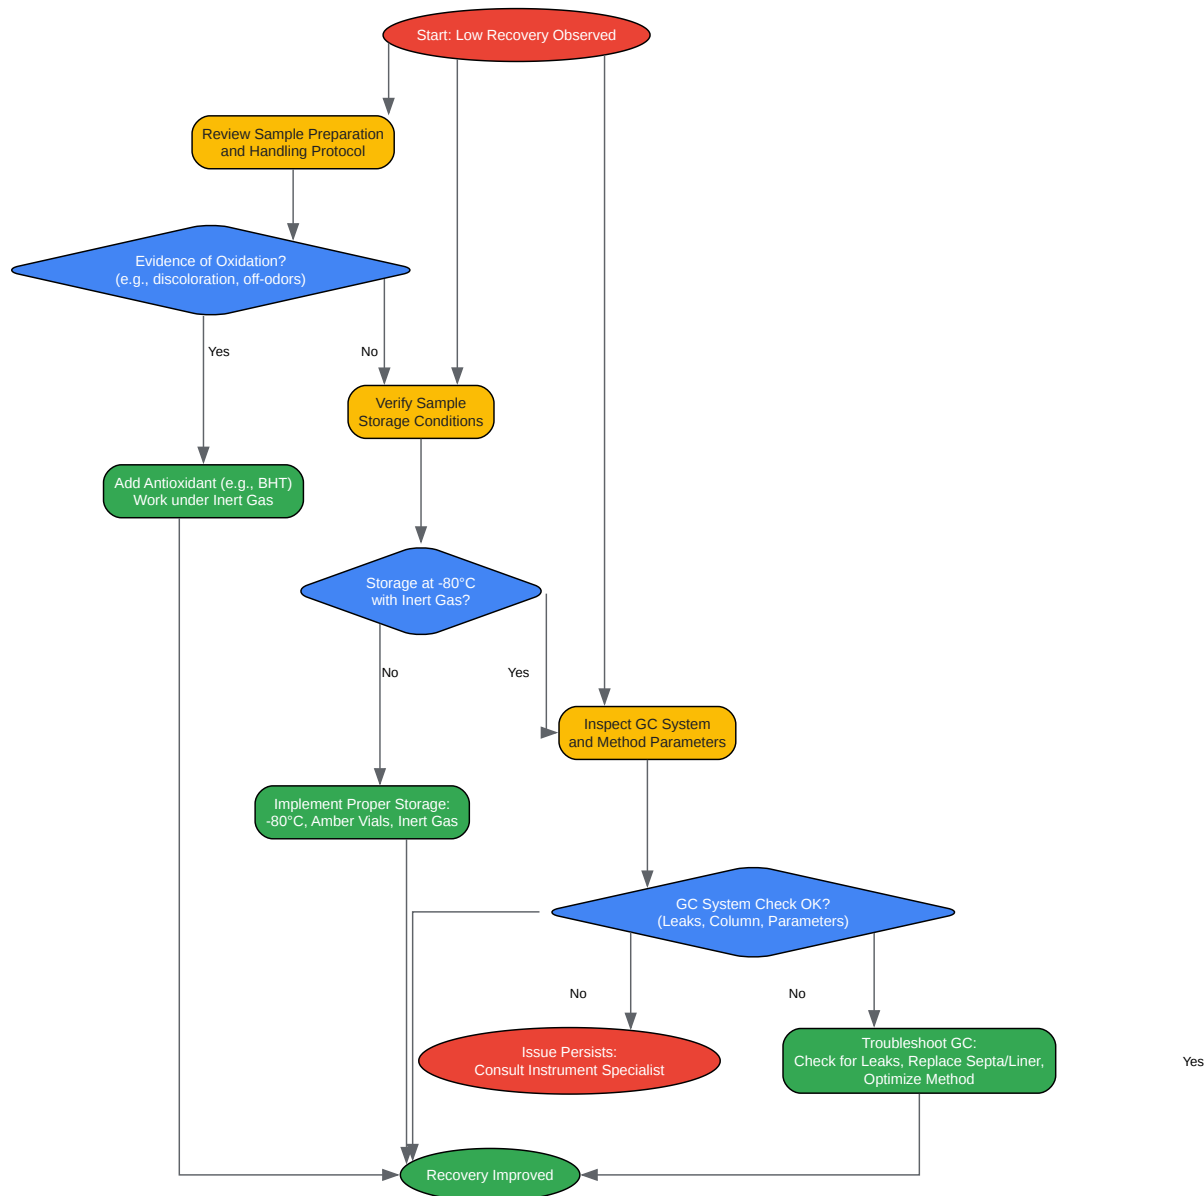 Start: Low Recovery Observed
Review Sample Preparation
and Handling Protocol
Evidence of Oxidation?
(e.g., discoloration, off-odors)
Yes
No
Verify Sample
Storage Conditions
Add Antioxidant (e.g., BHT)
Work under Inert Gas
Storage at -80°C
with Inert Gas?
No
Yes
Inspect GC System
and Method Parameters
Implement Proper Storage:
-80°C, Amber Vials, Inert Gas
GC System Check OK?
(Leaks, Column, Parameters)
No
No
Issue Persists:
Consult Instrument Specialist
Troubleshoot GC:
Check for Leaks, Replace Septa/Liner,
Optimize Method
Yes
Recovery Improved